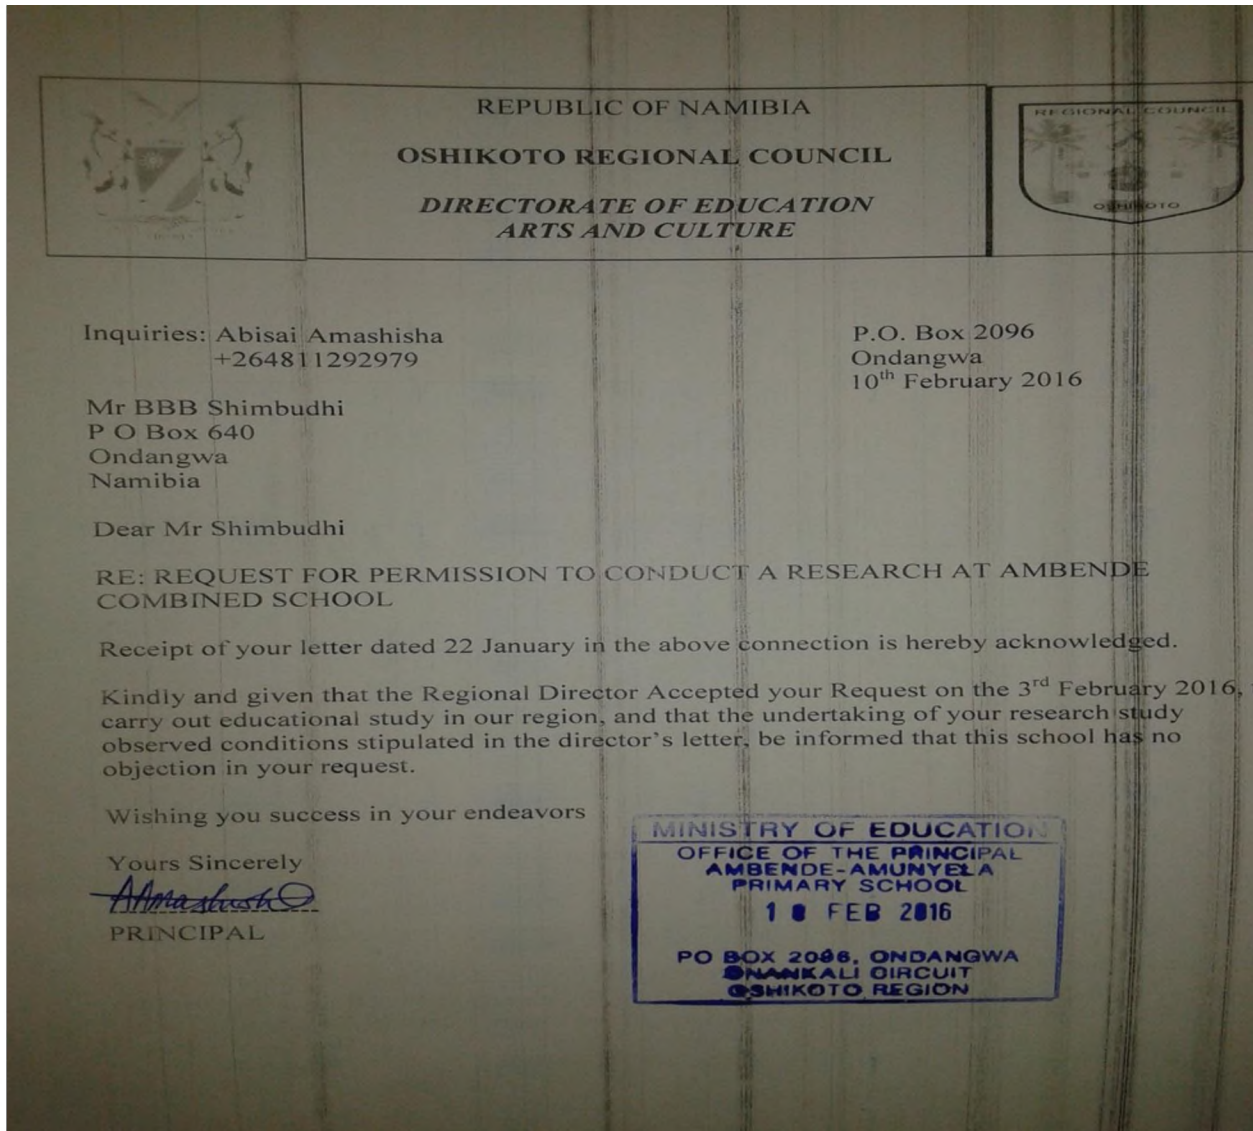 REPUBLIC OF NAMIBIA
OSHIKOTO REGIONAL COUNCIL
DIRECTORATE OF EDUCATION
ARTS AND CULTURE
REGIONAL COUNCIL
OSHIKOTO
Inquiries: Abisai Amashisha
+264811292979
P.O. Box 2096
Ondangwa
10th February 2016
Mr BBB Shimbudhi
P O Box 640
Ondangwa
Namibia
Dear Mr Shimbudhi
RE: REQUEST FOR PERMISSION TO CONDUCT A RESEARCH AT AMBENDE
COMBINED SCHOOL
Receipt of your letter dated 22 January in the above connection is hereby acknowledged.
Kindly and given that the Regional Director Accepted your Request on the 3rd February 2016,
carry out educational study in our region, and that the undertaking of your research study
observed conditions stipulated in the director's letter, be informed that this school has no
objection in your request.
Wishing you success in your endeavors
Yours Sincerely
PRINCIPAL
MINISTRY OF EDUCATION
OFFICE OF THE PRINCIPAL
AMBENDE-AMUNYELA
PRIMARY SCHOOL
10 FEB 2016
PO BOX 2096, ONDANGWA
ONANKALI CIRCUIT
OSHIKOTO REGION